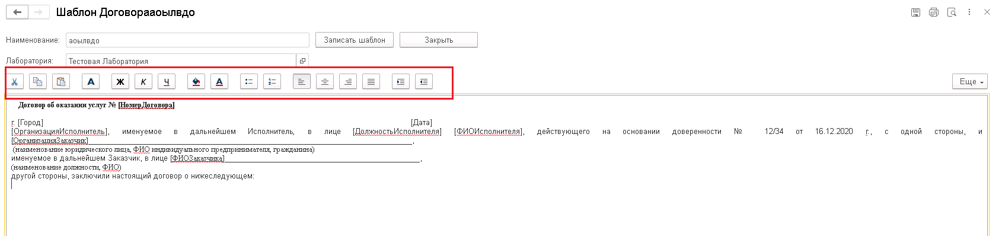 Шаблон Договорааоылвдо
Наименование: аоылвдо Записать шаблон Закрыть
Лаборатория: Тестовая Лаборатория
А Ж К Ч А Еще
Договор об оказании услуг № [НомерДоговора]
г. [Город] [Дата]
[ОрганизацияИсполнитель], именуемое в дальнейшем Исполнитель, в лице [ДолжностьИсполнителя] [ФИОИсполнителя], действующего на основании доверенности № 12/34 от 16.12.2020 г., с одной стороны, и
[ОрганизацияЗаказчик]_______________,
(наименование юридического лица, ФИО индивидуального предпринимателя, гражданина)
именуемое в дальнейшем Заказчик, в лице [ФИОЗаказчика]_______________,
(наименование должности, ФИО)
другой стороны, заключили настоящий договор о нижеследующем: